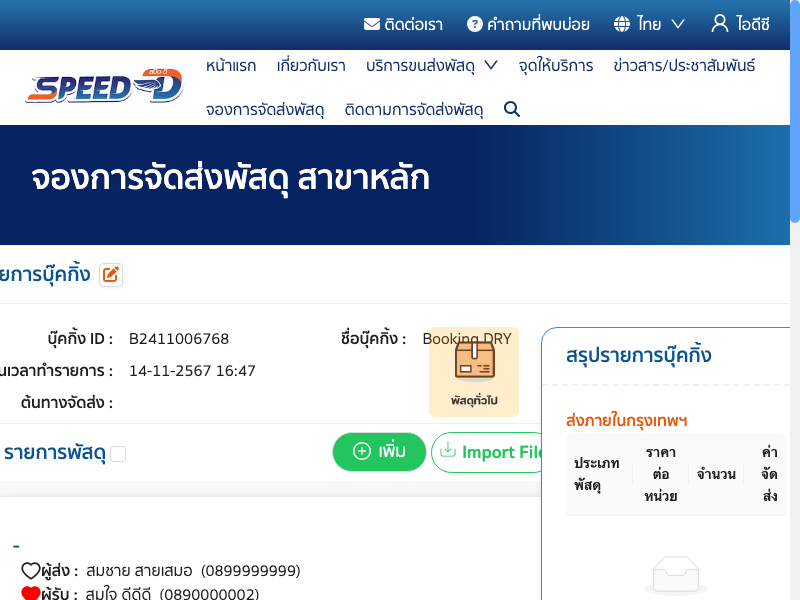 ติดต่อเรา คำถามที่พบบ่อย ไทย ไอดีซี
สปีด-ดี
SPEED-D
หน้าแรก เกี่ยวกับเรา บริการขนส่งพัสดุ จุดให้บริการ ข่าวสาร/ประชาสัมพันธ์
จองการจัดส่งพัสดุ ติดตามการจัดส่งพัสดุ
จองการจัดส่งพัสดุ สาขาหลัก
ยการบุ๊คกิ้ง
บุ๊คกิ้ง ID : B2411006768 ชื่อบุ๊คกิ้ง : Booking DRY
นเวลาทำรายการ : 14-11-2567 16:47
ต้นทางจัดส่ง :
พัสดุทั่วไป
รายการพัสดุ เพิ่ม Import File
สรุปรายการบุ๊คกิ้ง
ส่งภายในกรุงเทพฯ
ประเภทพัสดุ ราคาต่อหน่วย จำนวน ค่าจัดส่ง
-
ผู้ส่ง : สมชาย สายเสมอ (0899999999)
ผู้รับ : สมใจ ดีดีดี (0890000002)